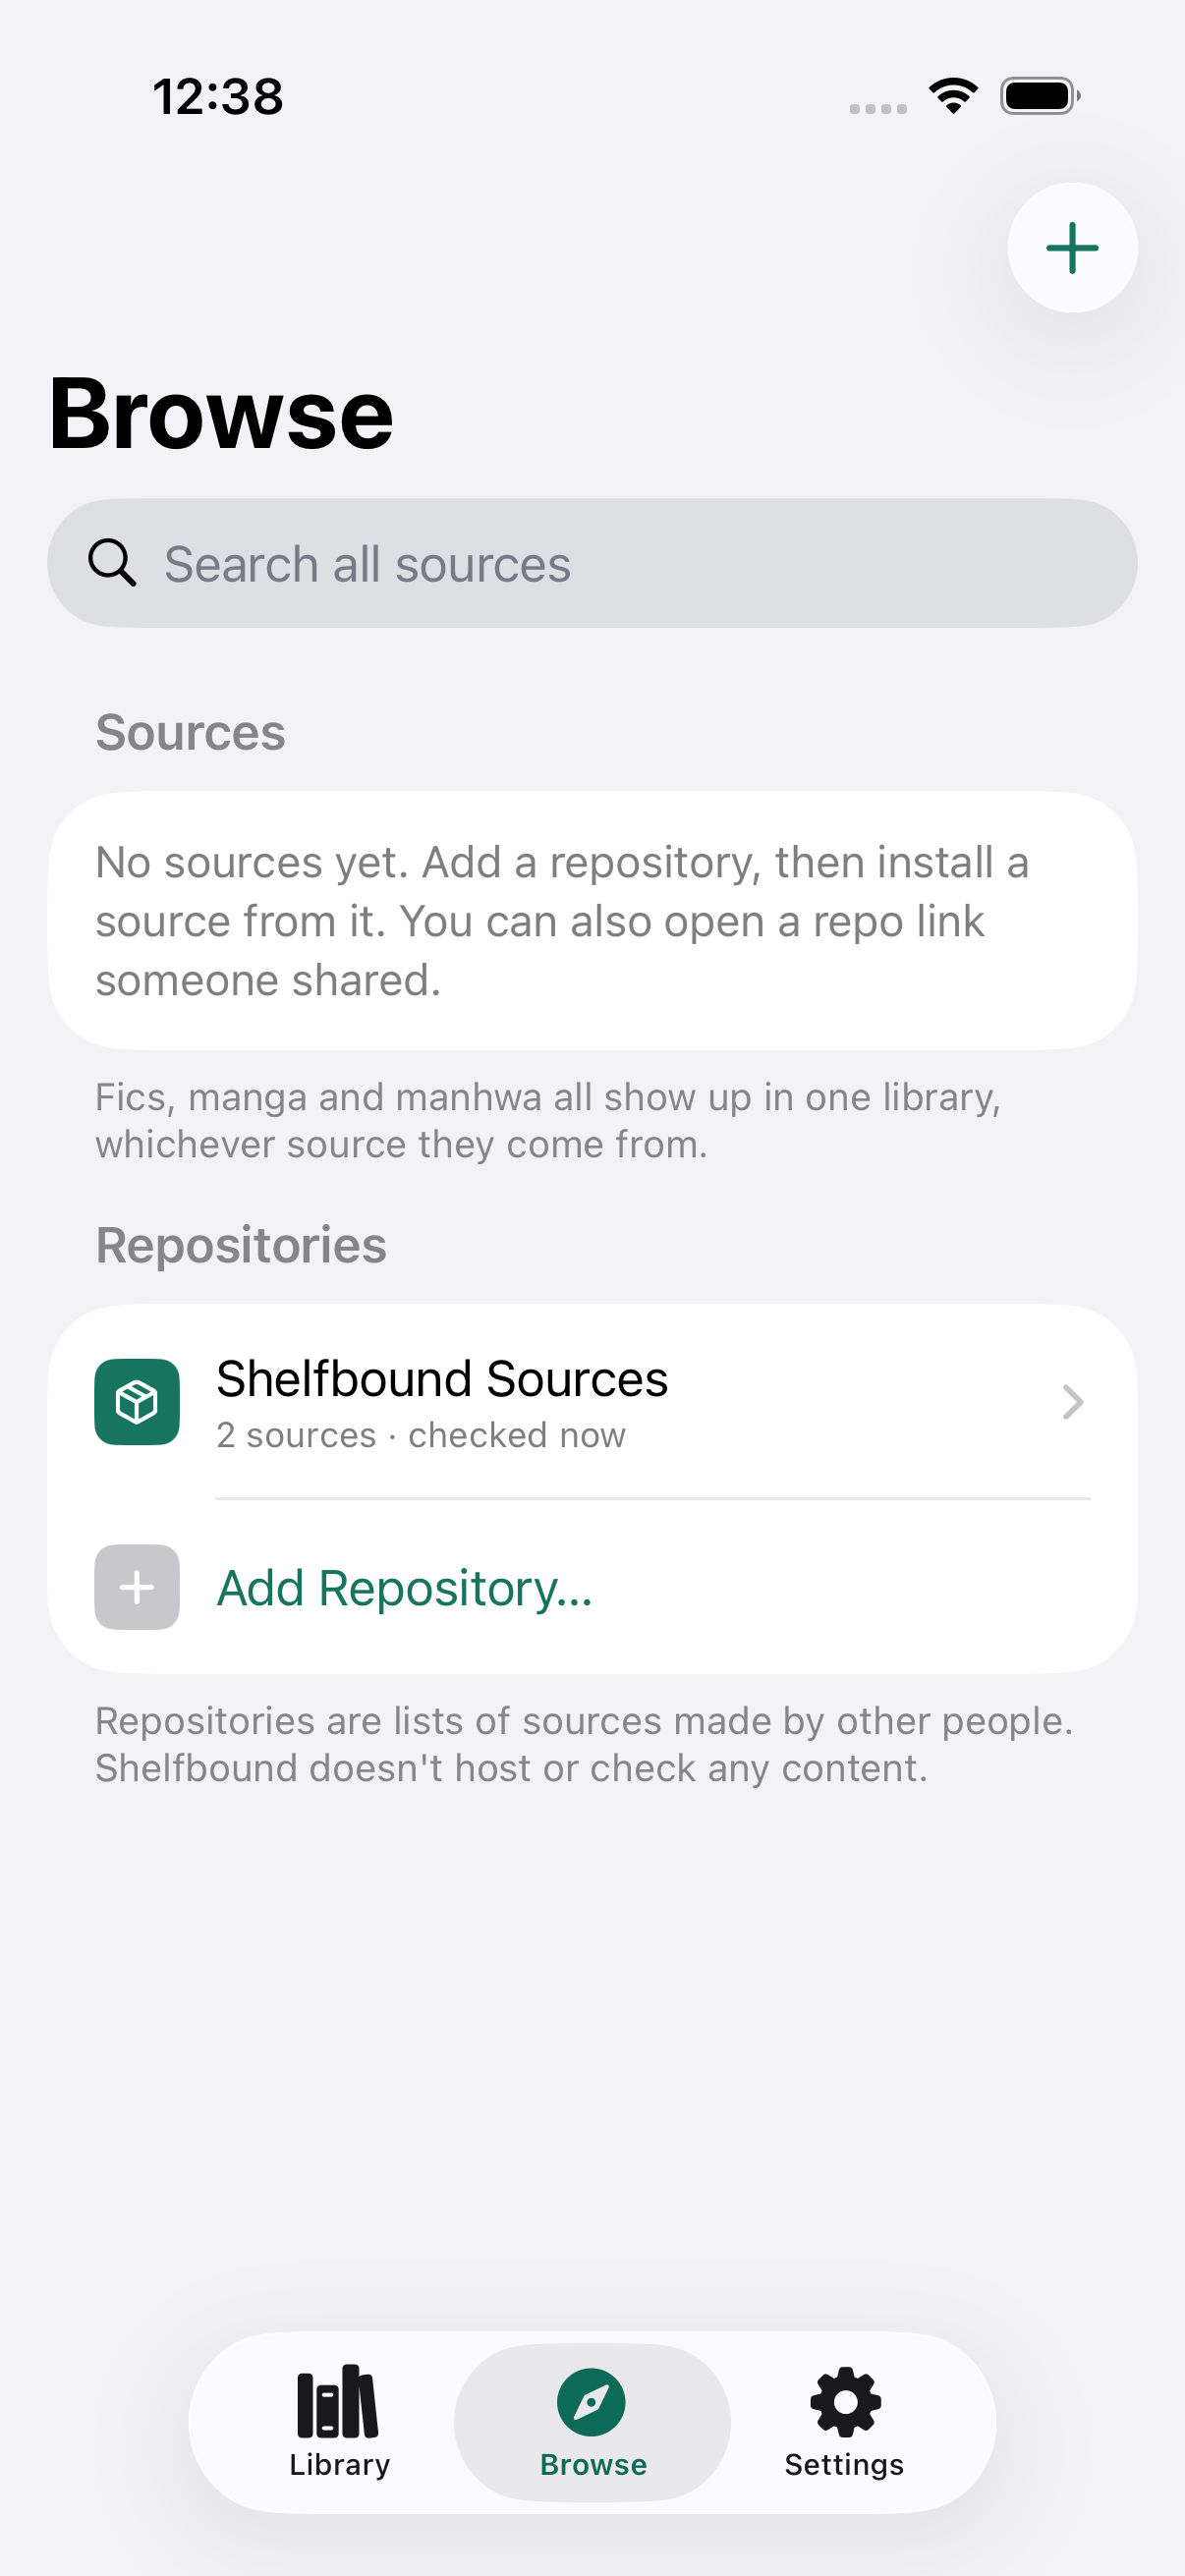 12:38
Browse
Search all sources
Sources
No sources yet. Add a repository, then install a
source from it. You can also open a repo link
someone shared.
Fics, manga and manhwa all show up in one library,
whichever source they come from.
Repositories
Shelfbound Sources
2 sources · checked now
Add Repository...
Repositories are lists of sources made by other people.
Shelfbound doesn't host or check any content.
Library
Browse
Settings